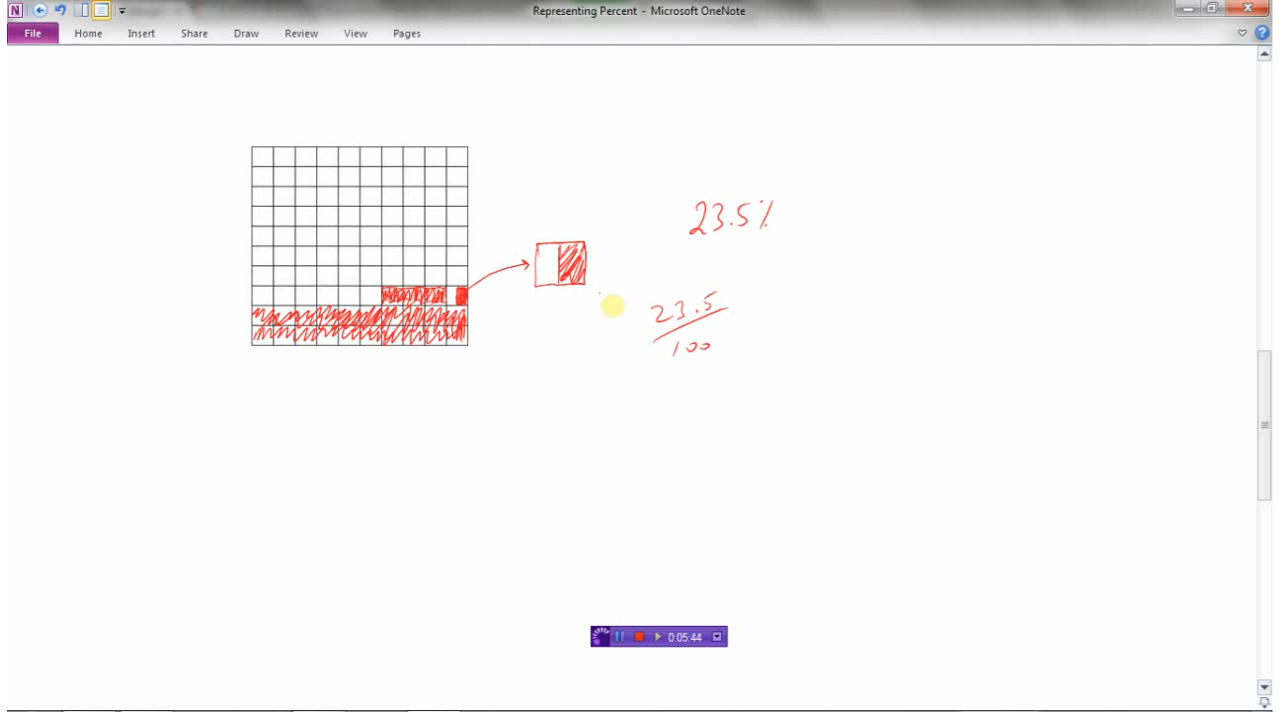 Representing Percent - Microsoft OneNote
File Home Insert Share Draw Review View Pages
23.5%
23.5
100
0:05:44